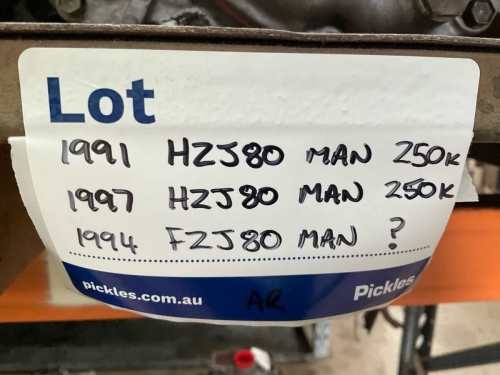 Lot
1991 HZJ80 MAN 250K
1997 HZJ80 MAN 250K
1994 FZJ80 MAN ?
pickles.com.au AR Pickles